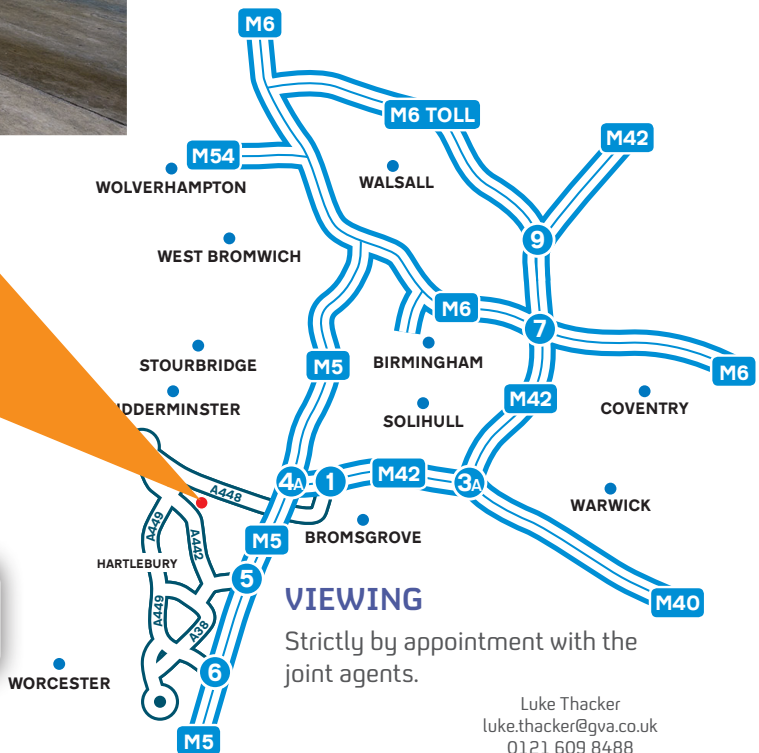 M6
M6 TOLL
M42
M54
WOLVERHAMPTON
WALSALL
9
WEST BROMWICH
M6
7
STOURBRIDGE
M5
BIRMINGHAM
M6
IDDERMINSTER
M42
COVENTRY
SOLIHULL
A448
4A
1
M42
3A
WARWICK
A449
A442
M5
BROMSGROVE
HARTLEBURY
5
A449
A38
M40
6
WORCESTER
M5
VIEWING
Strictly by appointment with the
joint agents.
Luke Thacker
luke.thacker@gva.co.uk
0121 609 8488